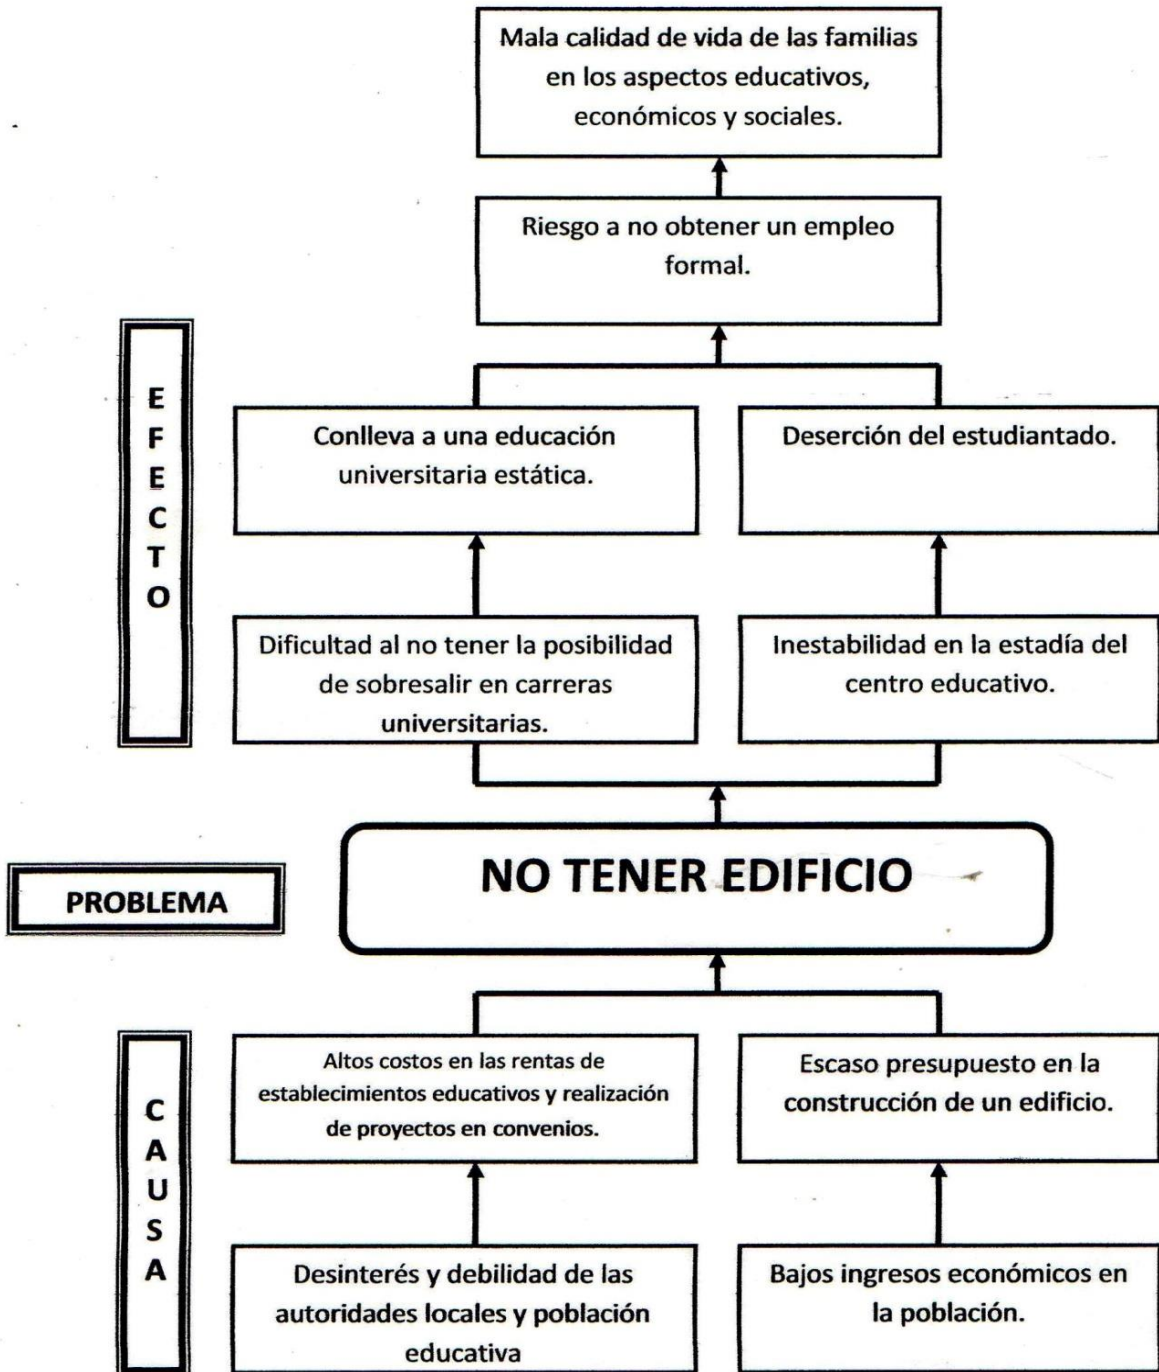 Mala calidad de vida de las familias
en los aspectos educativos,
económicos y sociales.
Riesgo a no obtener un empleo
formal.
E
F
E
C
T
O
Conlleva a una educación
universitaria estática.
Deserción del estudiantado.
Dificultad al no tener la posibilidad
de sobresalir en carreras
universitarias.
Inestabilidad en la estadía del
centro educativo.
PROBLEMA
NO TENER EDIFICIO
C
A
U
S
A
Altos costos en las rentas de
establecimientos educativos y realización
de proyectos en convenios.
Escaso presupuesto en la
construcción de un edificio.
Desinterés y debilidad de las
autoridades locales y población
educativa
Bajos ingresos económicos en
la población.